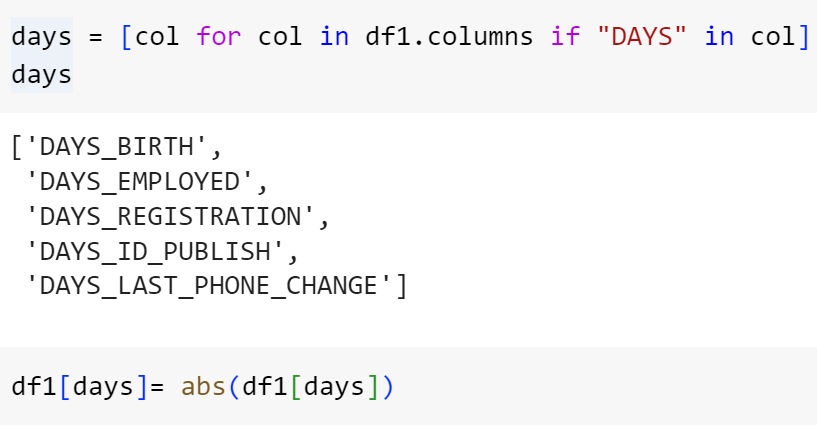 days = [col for col in df1.columns if "DAYS" in col]
days
['DAYS_BIRTH',
 'DAYS_EMPLOYED',
 'DAYS_REGISTRATION',
 'DAYS_ID_PUBLISH',
 'DAYS_LAST_PHONE_CHANGE']
df1[days]= abs(df1[days])